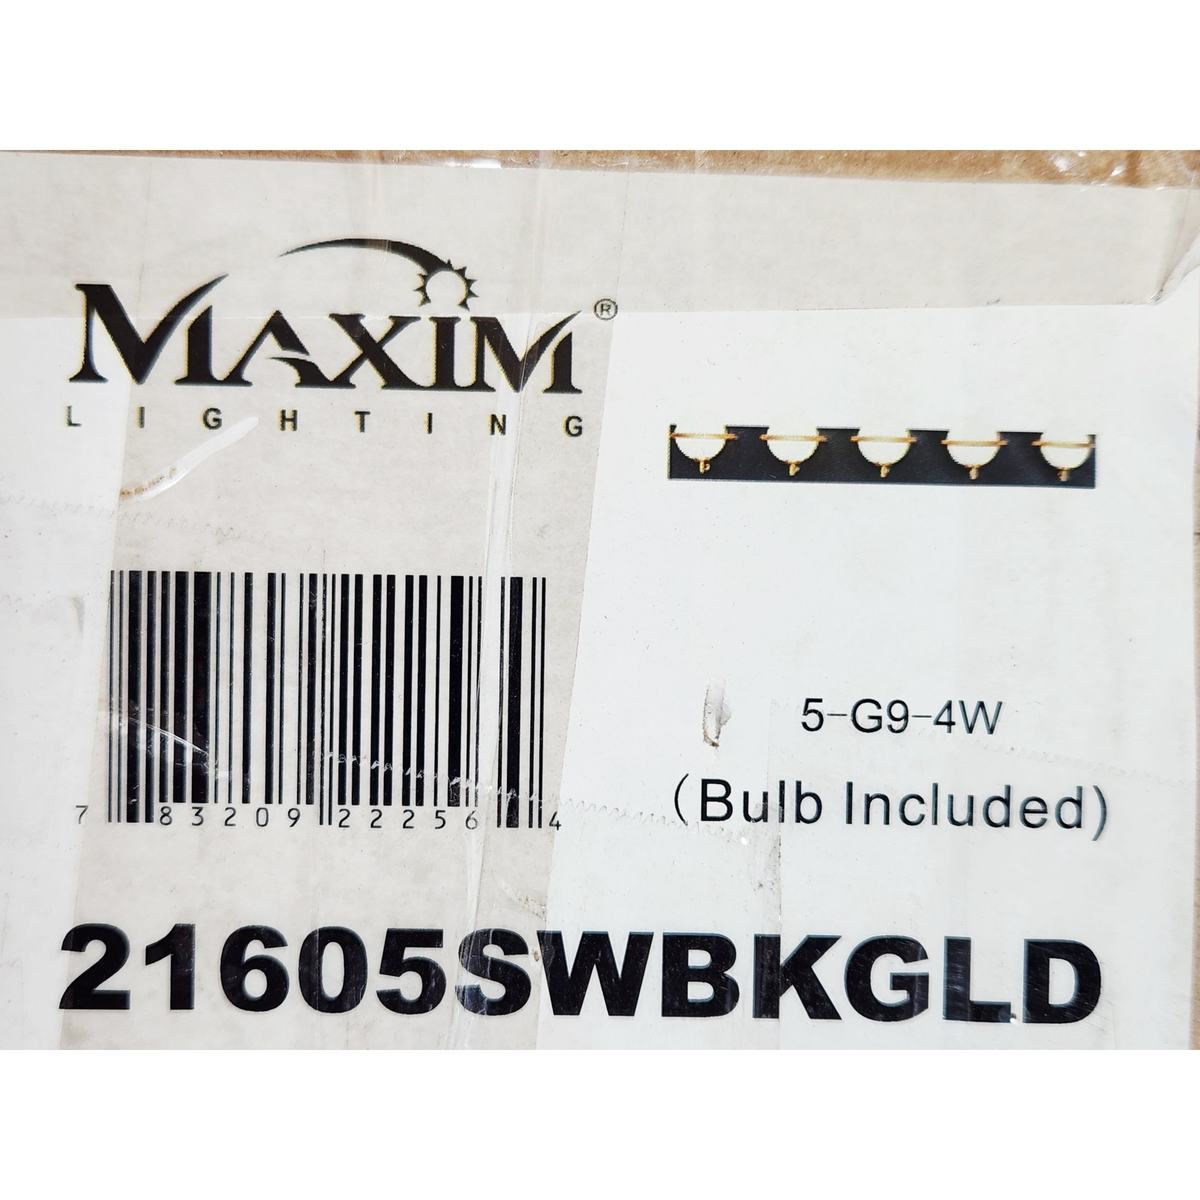 MAXIM®
LIGHTING
5-G9-4W
(Bulb Included)
7 83209 22256 4
21605SWBKGLD